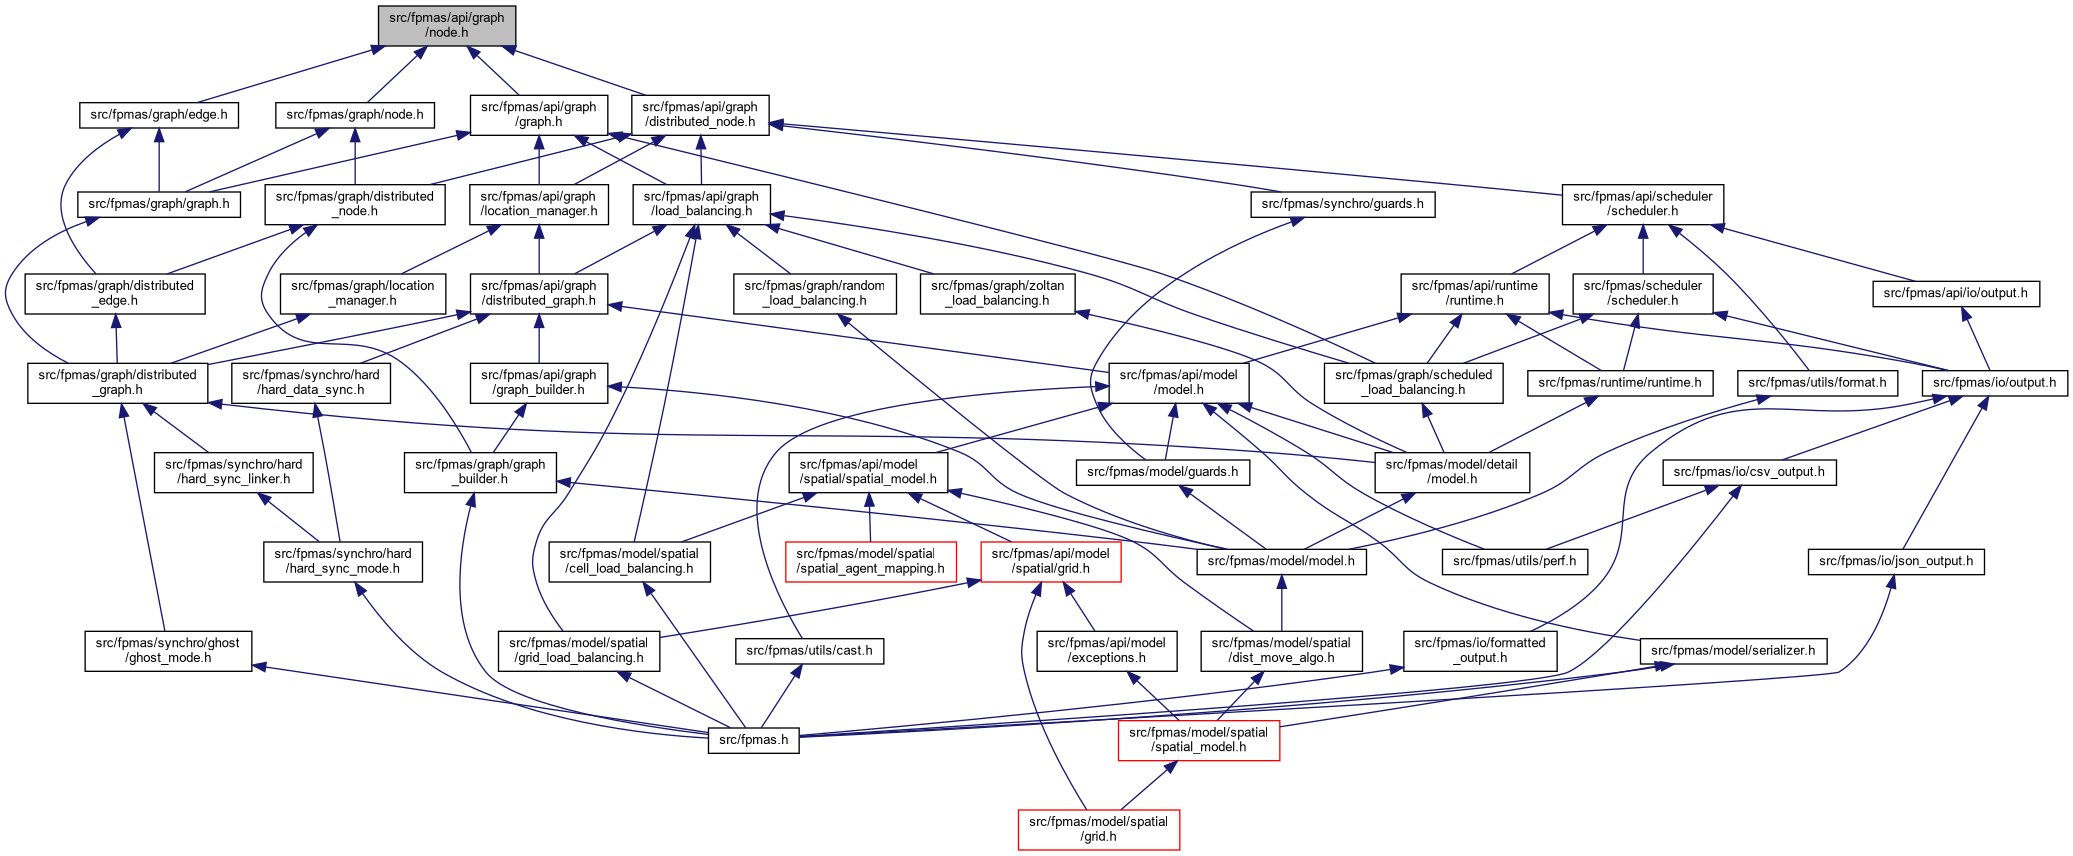 src/fpmas/api/graph
/node.h
src/fpmas/graph/edge.h
src/fpmas/graph/node.h
src/fpmas/api/graph
/graph.h
src/fpmas/api/graph
/distributed_node.h
src/fpmas/graph/graph.h
src/fpmas/graph/distributed
_node.h
src/fpmas/api/graph
/location_manager.h
src/fpmas/api/graph
/load_balancing.h
src/fpmas/synchro/guards.h
src/fpmas/api/scheduler
/scheduler.h
src/fpmas/graph/distributed
_edge.h
src/fpmas/graph/location
_manager.h
src/fpmas/api/graph
/distributed_graph.h
src/fpmas/graph/random
_load_balancing.h
src/fpmas/graph/zoltan
_load_balancing.h
src/fpmas/api/runtime
/runtime.h
src/fpmas/scheduler
/scheduler.h
src/fpmas/api/io/output.h
src/fpmas/graph/distributed
_graph.h
src/fpmas/synchro/hard
/hard_data_sync.h
src/fpmas/api/graph
/graph_builder.h
src/fpmas/api/model
/model.h
src/fpmas/graph/scheduled
_load_balancing.h
src/fpmas/runtime/runtime.h
src/fpmas/utils/format.h
src/fpmas/io/output.h
src/fpmas/synchro/hard
/hard_sync_linker.h
src/fpmas/graph/graph
_builder.h
src/fpmas/api/model
/spatial/spatial_model.h
src/fpmas/model/guards.h
src/fpmas/model/detail
/model.h
src/fpmas/io/csv_output.h
src/fpmas/synchro/hard
/hard_sync_mode.h
src/fpmas/model/spatial
/cell_load_balancing.h
src/fpmas/model/spatial
/spatial_agent_mapping.h
src/fpmas/api/model
/spatial/grid.h
src/fpmas/model/model.h
src/fpmas/utils/perf.h
src/fpmas/io/json_output.h
src/fpmas/synchro/ghost
/ghost_mode.h
src/fpmas/model/spatial
/grid_load_balancing.h
src/fpmas/utils/cast.h
src/fpmas/api/model
/exceptions.h
src/fpmas/model/spatial
/dist_move_algo.h
src/fpmas/io/formatted
_output.h
src/fpmas/model/serializer.h
src/fpmas.h
src/fpmas/model/spatial
/spatial_model.h
src/fpmas/model/spatial
/grid.h